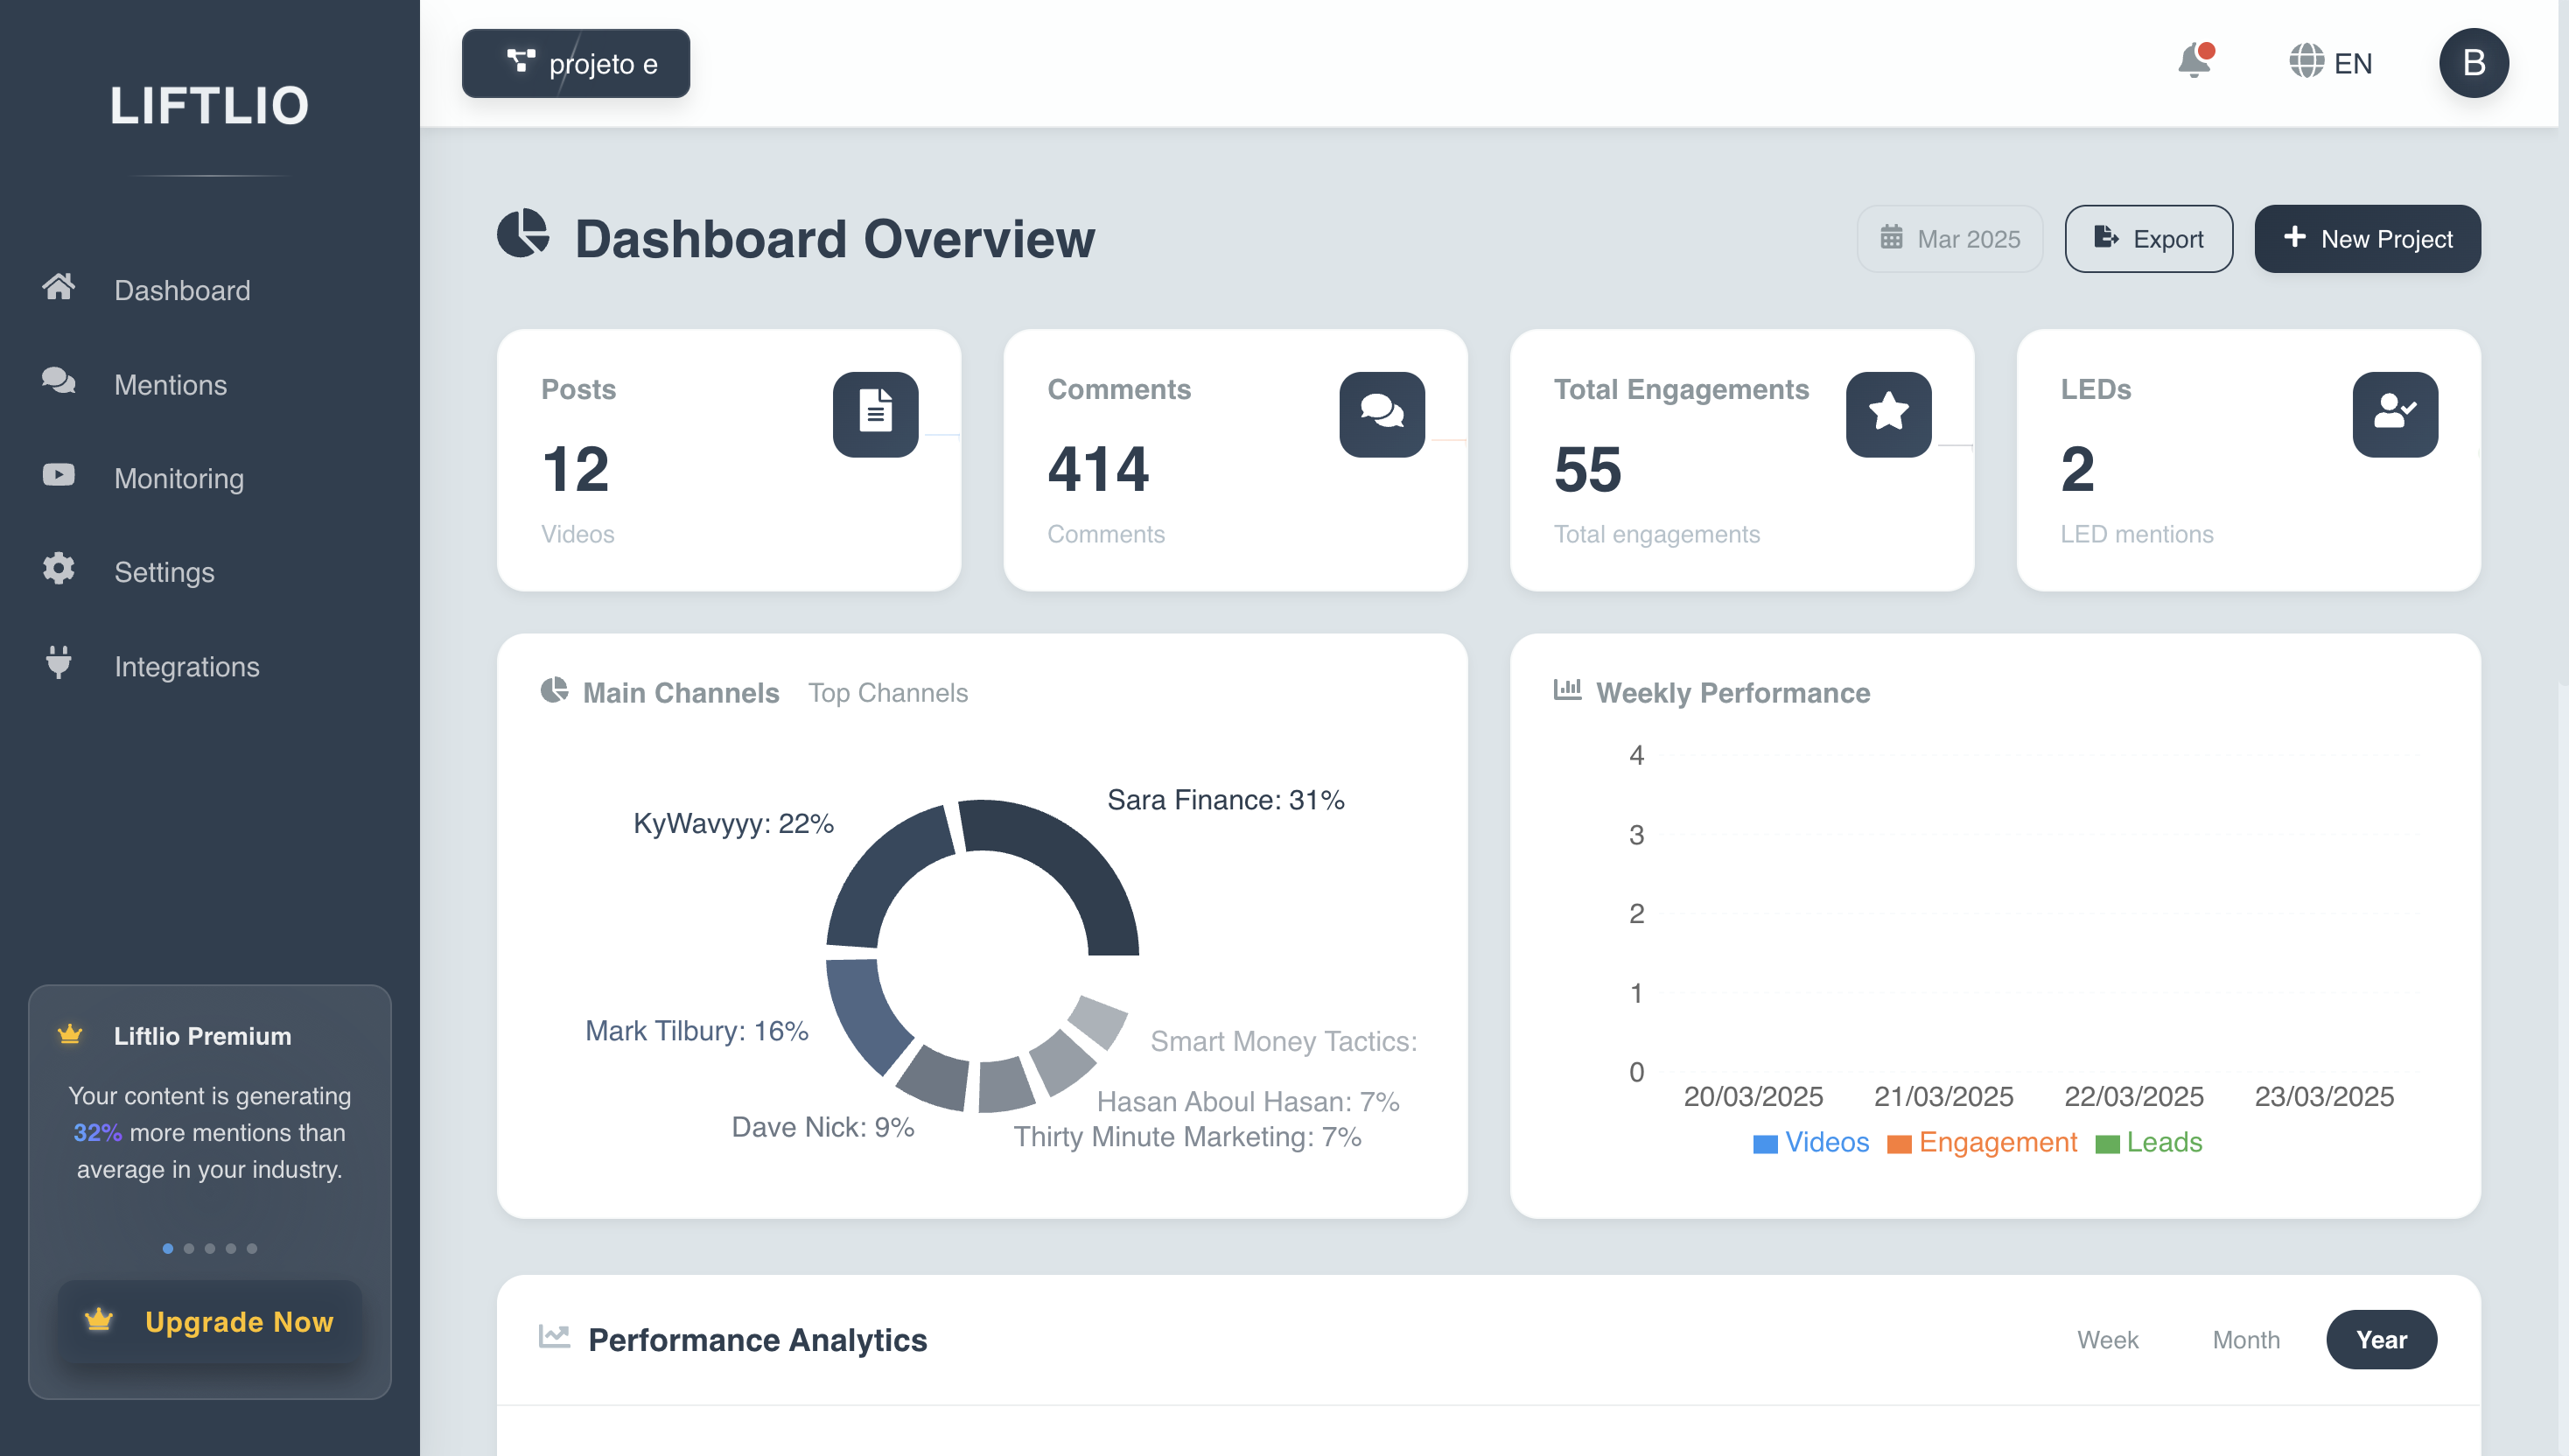 LIFTLIO
Dashboard
Mentions
Monitoring
Settings
Integrations
Liftlio Premium
Your content is generating
32% more mentions than
average in your industry.
Upgrade Now
projeto e
EN
B
Dashboard Overview
Mar 2025
Export
New Project
Posts
12
Videos
Comments
414
Comments
Total Engagements
55
Total engagements
LEDs
2
LED mentions
Main Channels Top Channels
Sara Finance: 31%
KyWavyyy: 22%
Mark Tilbury: 16%
Dave Nick: 9%
Thirty Minute Marketing: 7%
Hasan Aboul Hasan: 7%
Smart Money Tactics:
Weekly Performance
4
3
2
1
0
20/03/2025 21/03/2025 22/03/2025 23/03/2025
Videos Engagement Leads
Performance Analytics
Week Month Year